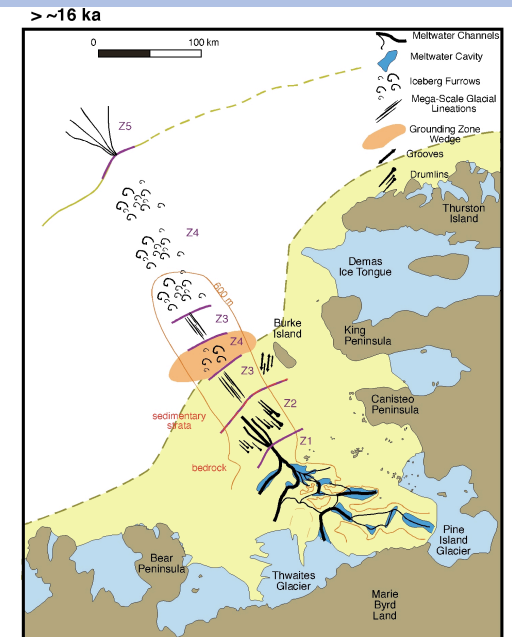 > ~16 ka
0 100 km
Meltwater Channels
Meltwater Cavity
Iceberg Furrows
Mega-Scale Glacial
Lineations
Grounding Zone
Wedge
Grooves
Drumlins
Z5
Thurston
Island
Z4
Demas
Ice Tongue
600 m
Z3
Burke
Island
King
Peninsula
Z4
Z3
Canisteo
Peninsula
Z2
sedimentary
strata
Z1
bedrock
Pine
Island
Glacier
Bear
Peninsula
Thwaites
Glacier
Marie
Byrd
Land